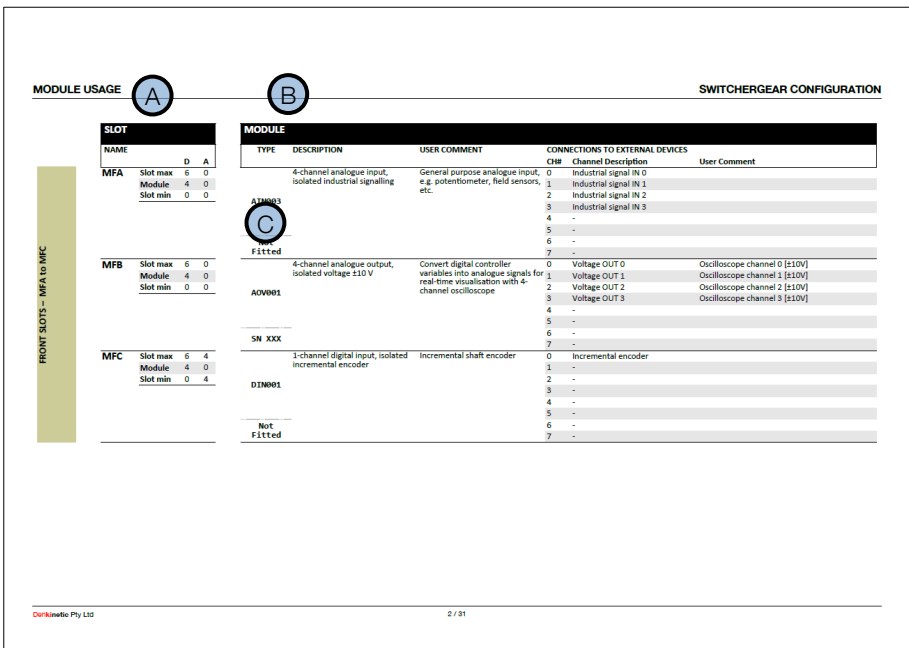 MODULE USAGE A B SWITCHERGEAR CONFIGURATION
SLOT MODULE
NAME TYPE DESCRIPTION USER COMMENT CONNECTIONS TO EXTERNAL DEVICES
D A CH# Channel Description User Comment
MFA Slot max 6 0 4-channel analogue input, General purpose analogue input, 0 Industrial signal IN 0
Module 4 0 isolated industrial signalling e.g. potentiometer, field sensors, 1 Industrial signal IN 1
Slot min 0 0 etc. 2 Industrial signal IN 2
3 Industrial signal IN 3
C 4 -
5 -
6 -
Fitted 7 -
MFB Slot max 6 0 4-channel analogue output, Convert digital controller 0 Voltage OUT 0 Oscilloscope channel 0 [±10V]
Module 4 0 isolated voltage ±10 V variables into analogue signals for 1 Voltage OUT 1 Oscilloscope channel 1 [±10V]
Slot min 0 0 real-time visualisation with 4- 2 Voltage OUT 2 Oscilloscope channel 2 [±10V]
AOV001 channel oscilloscope 3 Voltage OUT 3 Oscilloscope channel 3 [±10V]
4 -
5 -
SN XXX 6 -
7 -
MFC Slot max 6 4 1-channel digital input, isolated Incremental shaft encoder 0 Incremental encoder
Module 4 0 incremental encoder 1 -
Slot min 0 4 2 -
DIN001 3 -
4 -
5 -
Not 6 -
Fitted 7 -
FRONT SLOTS – MFA to MFC
Denkinetic Pty Ltd 2 / 31